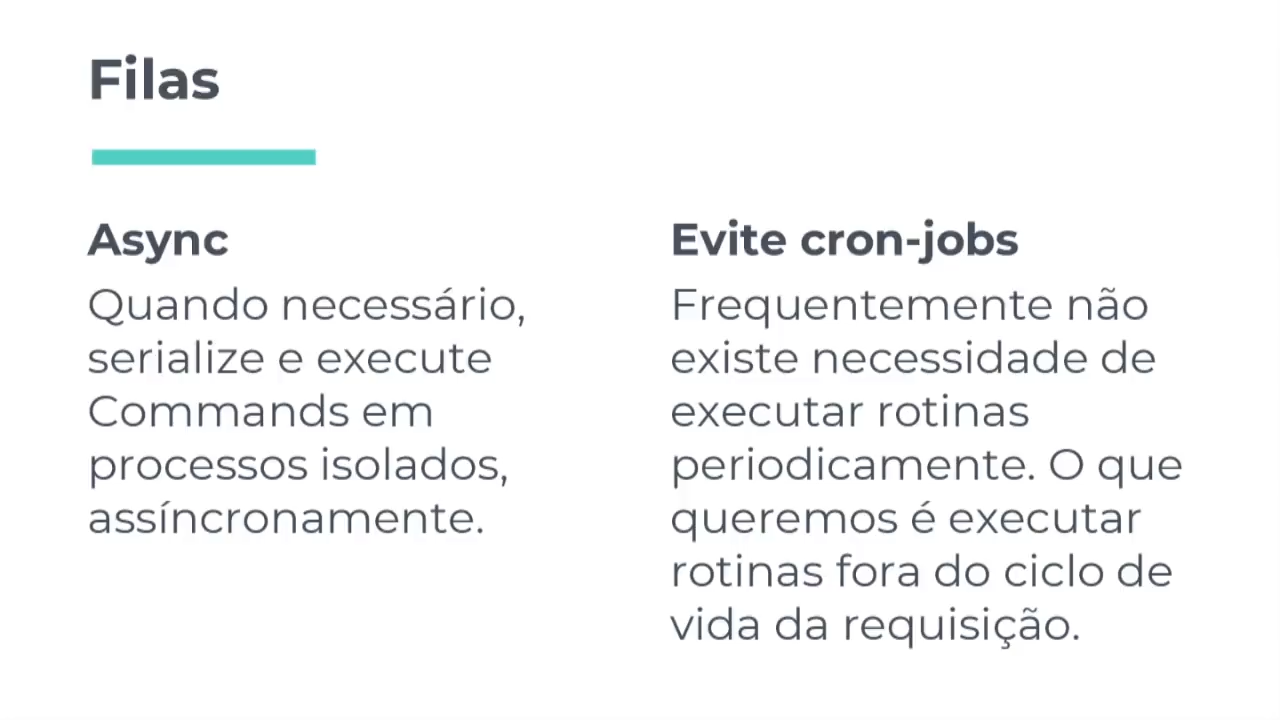 Filas
Async
Quando necessário,
serialize e execute
Commands em
processos isolados,
assíncronamente.
Evite cron-jobs
Frequentemente não
existe necessidade de
executar rotinas
periodicamente. O que
queremos é executar
rotinas fora do ciclo de
vida da requisição.